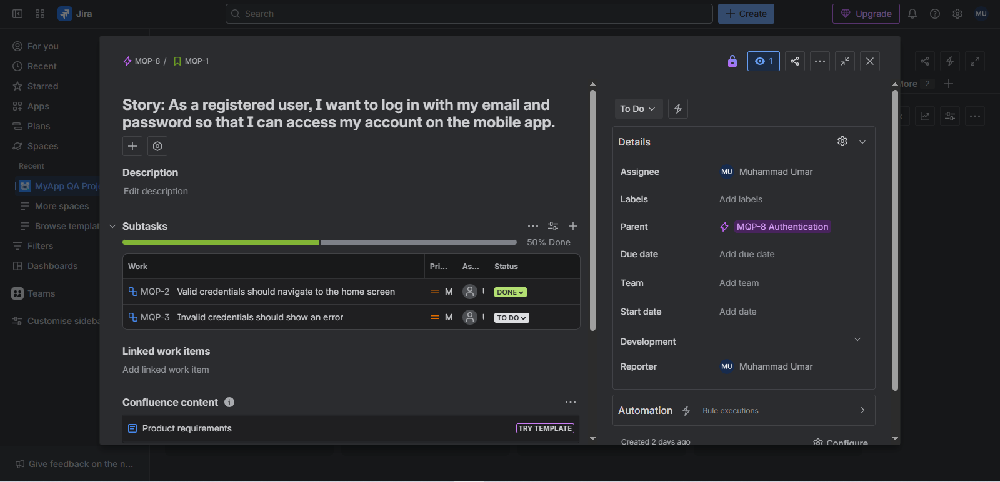 Jira
Search
Create
Upgrade
MU
For you
Recent
Starred
Apps
Plans
Spaces
Recent
MyApp QA Proj
More spaces
Browse templat
Filters
Dashboards
Teams
Customise sideba
Give feedback on the n...
More 2
MQP-8 / MQP-1
1
Story: As a registered user, I want to log in with my email and
password so that I can access my account on the mobile app.
Description
Edit description
Subtasks
50% Done
Work Pri... As... Status
MQP-2 Valid credentials should navigate to the home screen M U DONE
MQP-3 Invalid credentials should show an error M U TO DO
Linked work items
Add linked work item
Confluence content
Product requirements TRY TEMPLATE
To Do
Details
Assignee MU Muhammad Umar
Labels Add labels
Parent MQP-8 Authentication
Due date Add due date
Team Add team
Start date Add date
Development
Reporter MU Muhammad Umar
Automation Rule executions
Created 2 days ago Configure